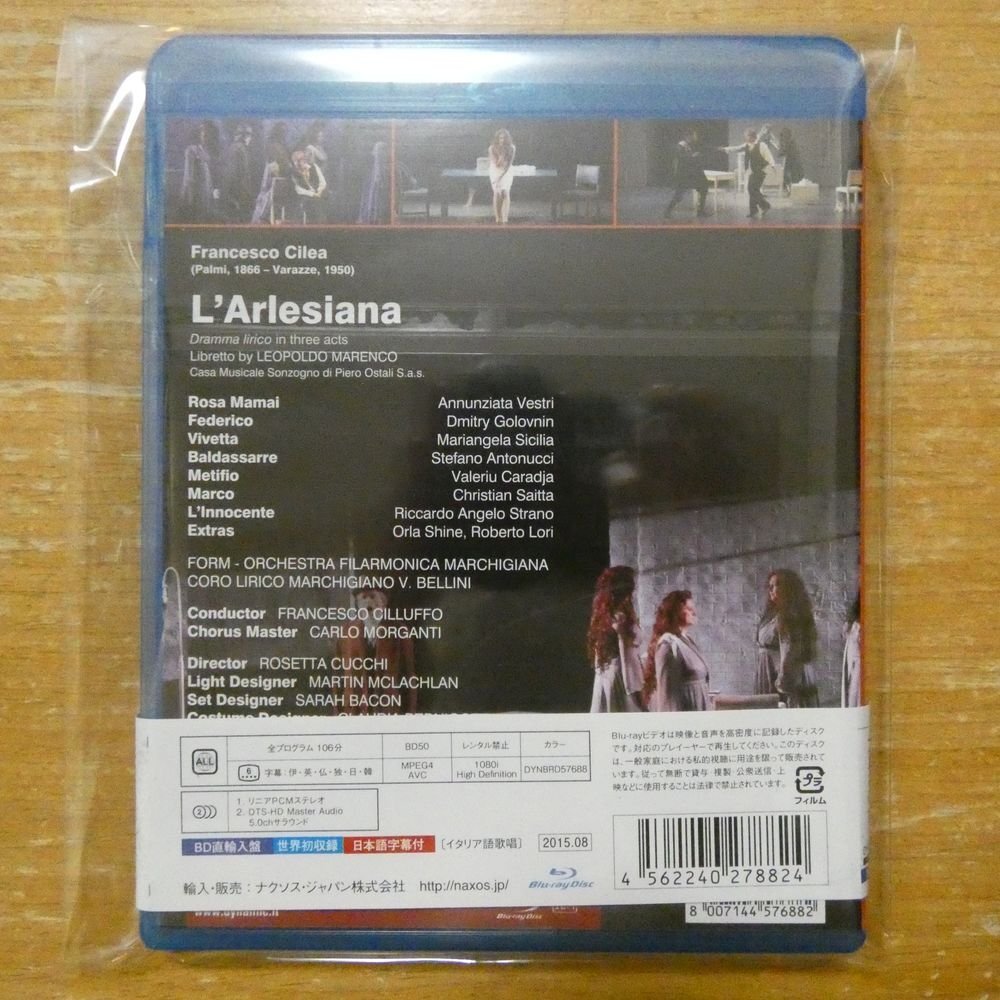 Francesco Cilea
(Palmi, 1866 – Varazze, 1950)
L'Arlesiana
Dramma lirico in three acts
Libretto by LEOPOLDO MARENCO
Casa Musicale Sonzogno di Piero Ostali S.a.s.
Rosa Mamai Annunziata Vestri
Federico Dmitry Golovnin
Vivetta Mariangela Sicilia
Baldassarre Stefano Antonucci
Metifio Valeriu Caradja
Marco Christian Saitta
L'Innocente Riccardo Angelo Strano
Extras Orla Shine, Roberto Lori
FORM - ORCHESTRA FILARMONICA MARCHIGIANA
CORO LIRICO MARCHIGIANO V. BELLINI
Conductor FRANCESCO CILLUFFO
Chorus Master CARLO MORGANTI
Director ROSETTA CUCCHI
Light Designer MARTIN MCLACHLAN
Set Designer SARAH BACON
ALL
全プログラム 106分 BD50 レンタル禁止 カラー
6 字幕：伊・英・仏・独・日・韓 MPEG4 AVC 1080i High Definition DYNBRD57688
2 1. リニアPCMステレオ
2. DTS-HD Master Audio
5.0chサラウンド
Blu-rayビデオは映像と音声を高密度に記録したディスク
です。対応のプレイヤーで再生してください。このディス
クは、一般家庭における私的視聴に用途を限って販売されて
います。従って無断で貸与・複製・公衆送信・上
映などに使用することは法律で禁止されています。
プラ
フィルム
BD直輸入盤 世界初収録 日本語字幕付 〔イタリア語歌唱〕 2015.08
輸入・販売：ナクソス・ジャパン株式会社 http://naxos.jp/ Blu-ray Disc
4 562240 278824
www.dynamic.it Blu-ray Disc
8 007144 576882